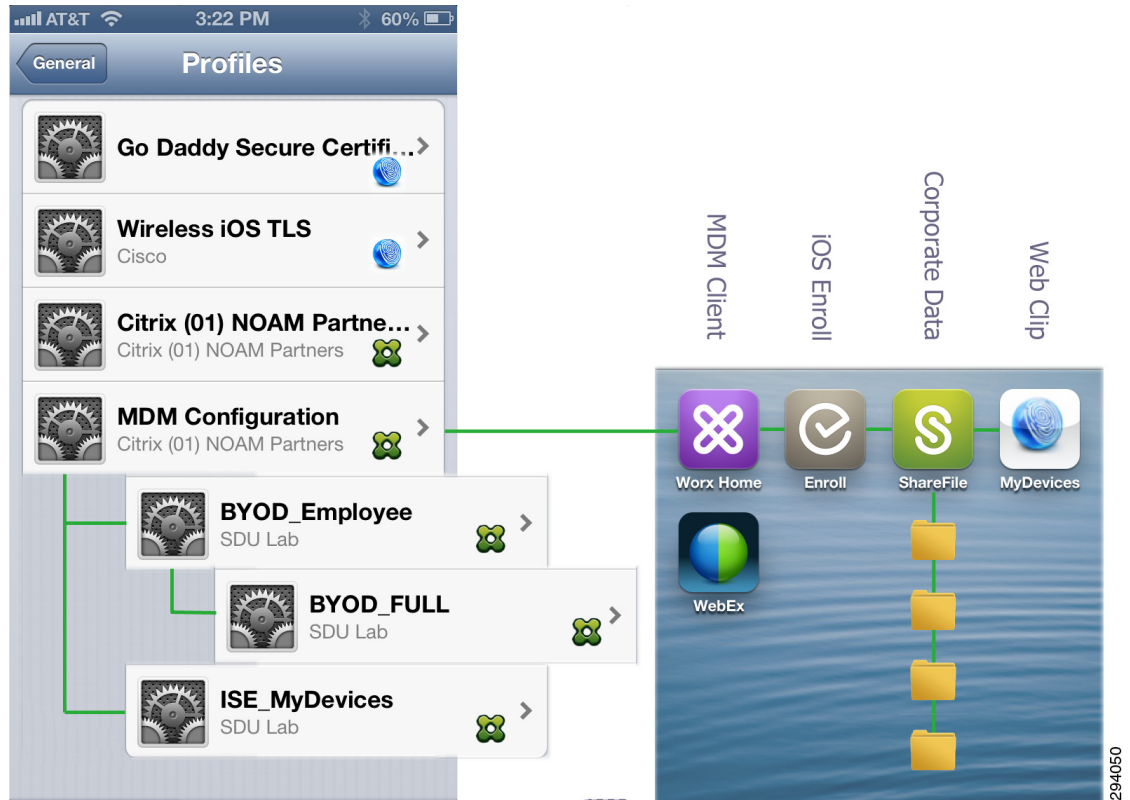 AT&T 3:22 PM 60%
General Profiles
Go Daddy Secure Certifi...
Wireless iOS TLS
Cisco
Citrix (01) NOAM Partne...
Citrix (01) NOAM Partners
MDM Configuration
Citrix (01) NOAM Partners
BYOD_Employee
SDU Lab
BYOD_FULL
SDU Lab
ISE_MyDevices
SDU Lab
MDM Client
iOS Enroll
Corporate Data
Web Clip
Worx Home Enroll ShareFile MyDevices
WebEx
294050